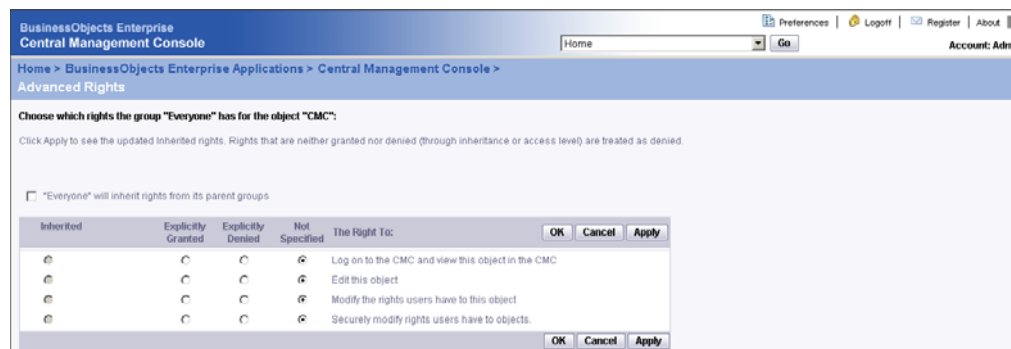 BusinessObjects Enterprise
Central Management Console
Preferences | Logoff | Register | About
Home Go
Account:
Home > BusinessObjects Enterprise Applications > Central Management Console >
Advanced Rights
Choose which rights the group "Everyone" has for the object "CMC":
Click Apply to see the updated Inherited rights. Rights that are neither granted nor denied (through inheritance or access level) are treated as denied.
"Everyone" will inherit rights from its parent groups
Inherited Explicitly Granted Explicitly Denied Not Specified The Right To: OK Cancel Apply
Log on to the CMC and view this object in the CMC
Edit this object
Modify the rights users have to this object
Securely modify rights users have to objects.
OK Cancel Apply